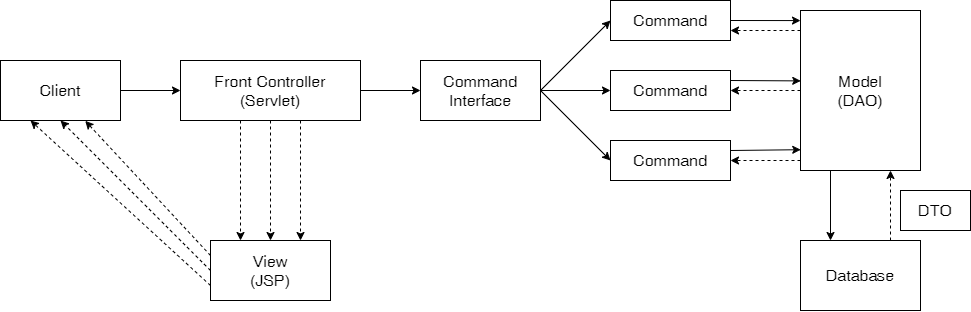 Client
Front Controller
(Servlet)
Command
Interface
Command
Command
Command
Model
(DAO)
DTO
View
(JSP)
Database